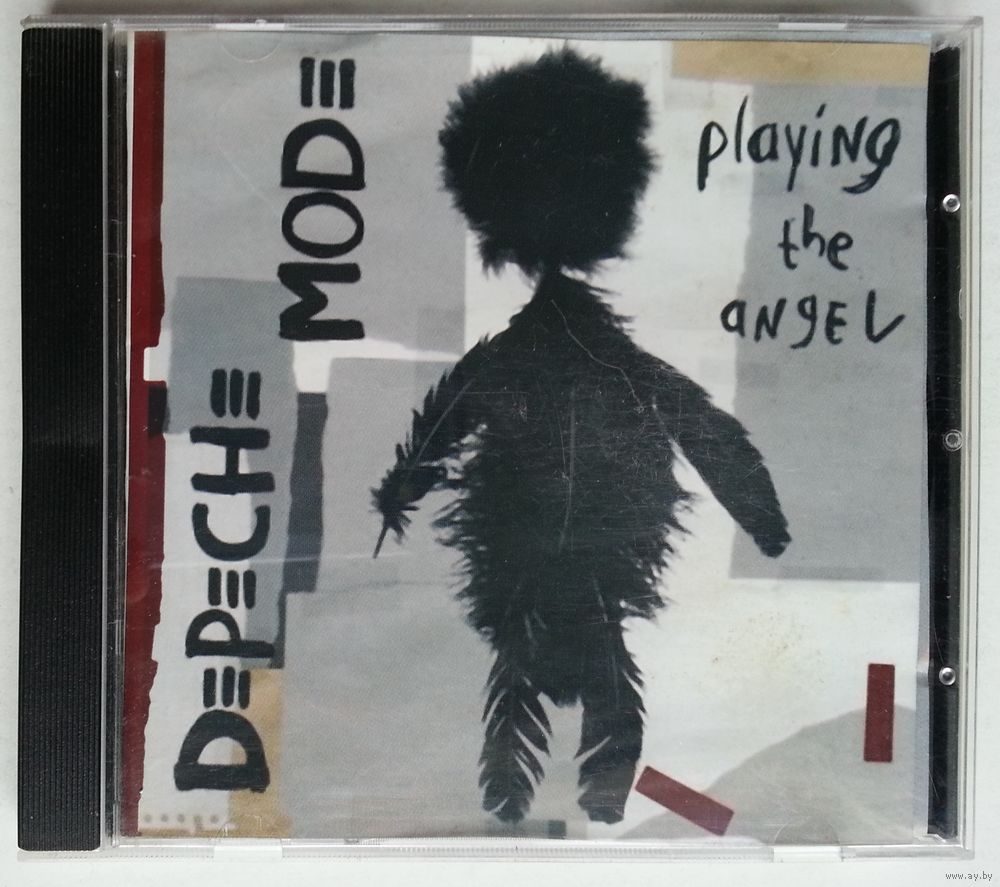 DEPECHE MODE
playing
the
angel
www.ay.by